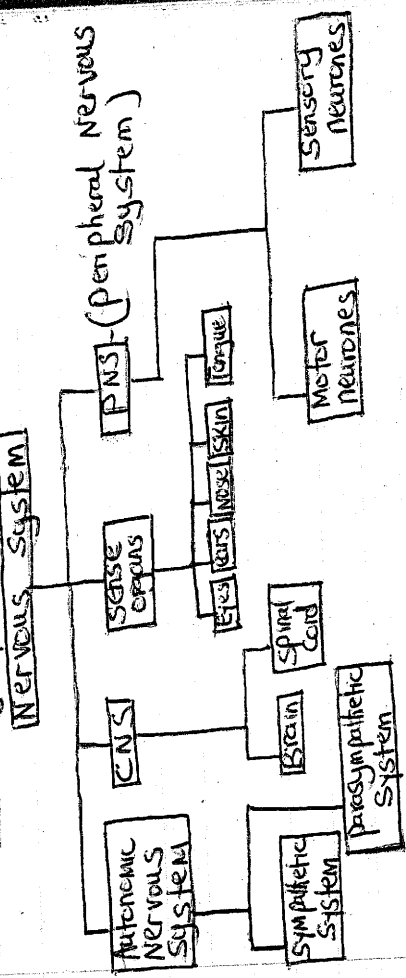 Nervous System
Autonomic
Nervous
System
CNS
Sense
organs
PNS - (peripheral Nervous
System)
Sympathetic
System
parasympathetic
System
Brain
Spinal
Cord
Eyes
Ears
Nose
Skin
Tongue
Motor
neurones
Sensory
neurones